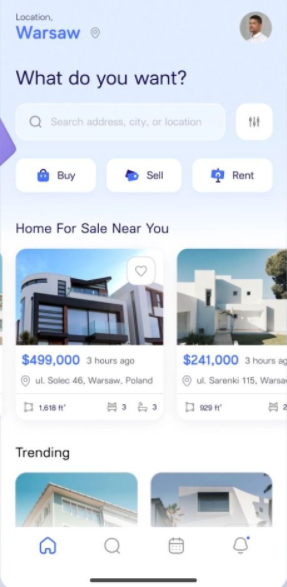 Location,
Warsaw
What do you want?
Search address, city, or location
Buy
Sell
Rent
Home For Sale Near You
$499,000 3 hours ago
ul. Solec 46, Warsaw, Poland
1,618 ft²
3
3
$241,000 3 hours ag
ul. Sarenki 115, Warsa
929 ft²
2
Trending